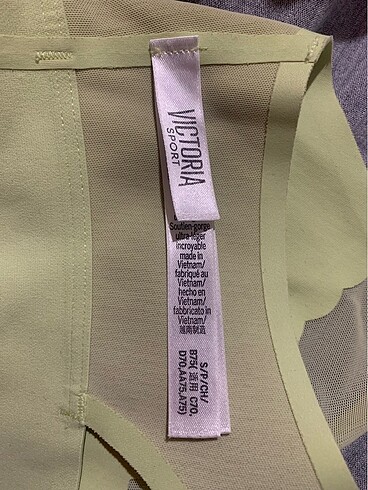 VICTORIA
SPORT
Soutien-gorge
ultra-léger
Incroyable
made in
Vietnam/
fabriqué au
Vietnam/
hecho en
Vietnam/
fabbricato in
Vietnam/
越南制造
S/P/CH/
B75( 适用 C70,
D70,AA75,A75)